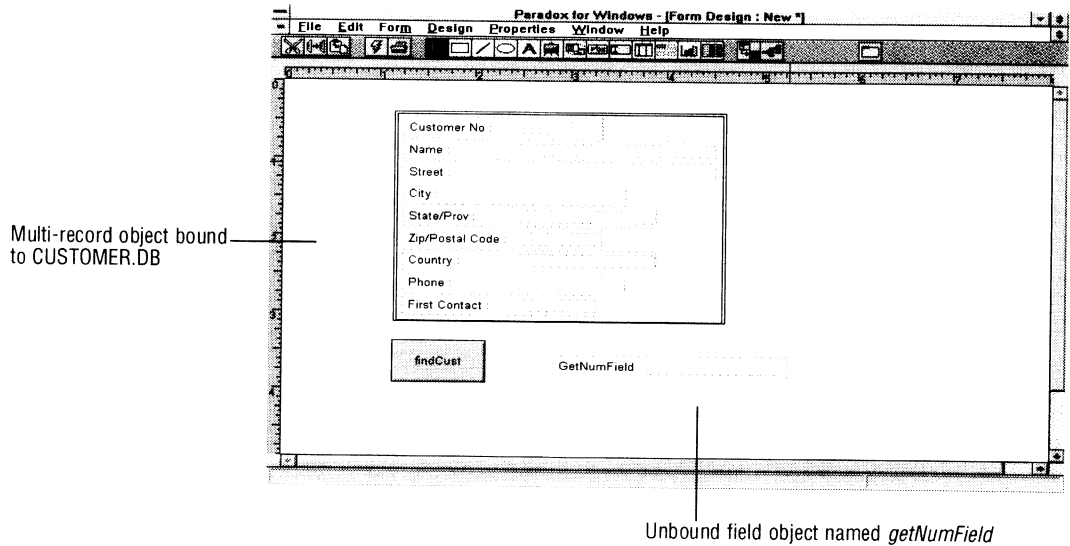 Paradox for Windows - [Form Design : New *]
File Edit Form Design Properties Window Help
Customer No :
Name :
Street :
City :
State/Prov :
Zip/Postal Code :
Country :
Phone :
First Contact :
findCust
GetNumField
Multi-record object bound
to CUSTOMER.DB
Unbound field object named getNumField